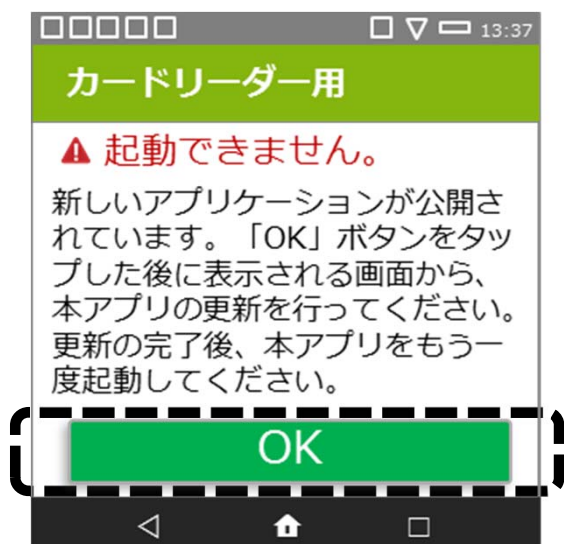 13:37
カードリーダー用
起動できません。
新しいアプリケーションが公開さ
れています。「OK」ボタンをタッ
プした後に表示される画面から、
本アプリの更新を行ってください。
更新の完了後、本アプリをもう一
度起動してください。
OK